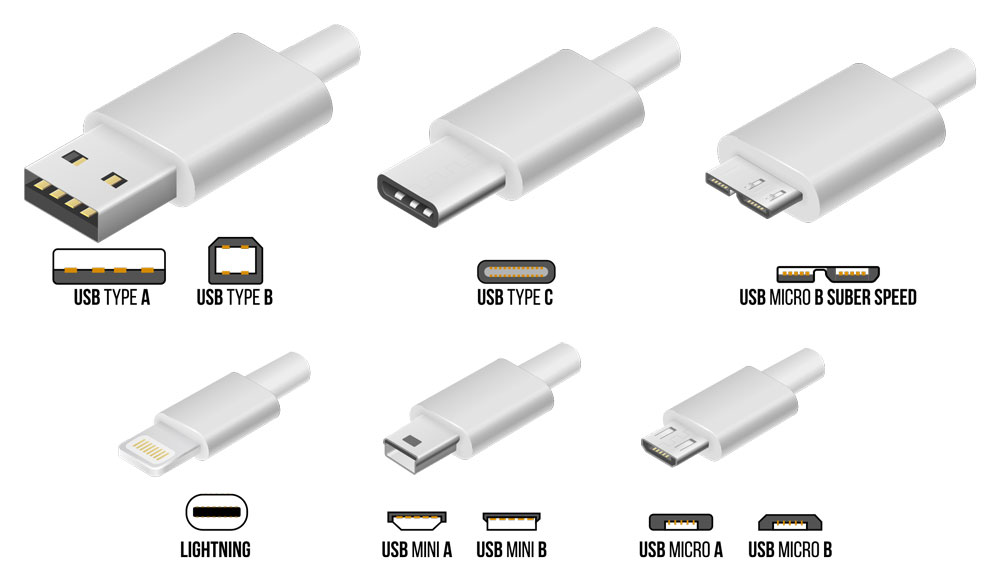 USB TYPE A
USB TYPE B
USB TYPE C
USB MICRO B SUBER SPEED
LIGHTNING
USB MINI A
USB MINI B
USB MICRO A
USB MICRO B